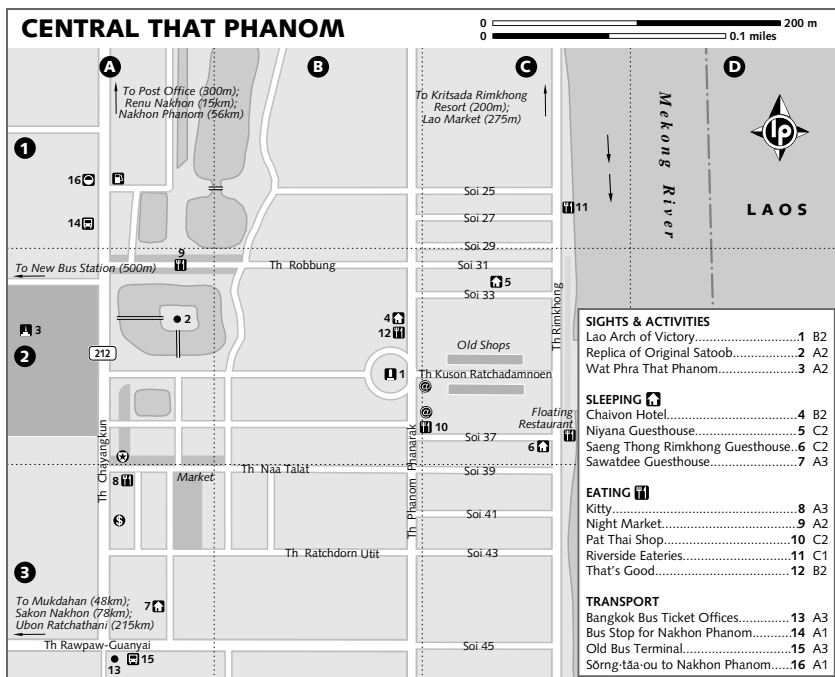 CENTRAL THAT PHANOM
0 200 m
0 0.1 miles
A
B
C
D
To Post Office (300m);
Renu Nakhon (15km);
Nakhon Phanom (56km)
To Kritsada Rimkhong
Resort (200m);
Lao Market (275m)
Mekong River
lp
LAOS
1
16
14
Soi 25
11
Soi 27
Soi 29
9
Th Robbung
Soi 31
To New Bus Station (500m)
5
Soi 33
Th Rimkhong
3
2
4
12
2
212
Old Shops
1
Th Kuson Ratchadamnoen
@
@
10
Floating
Restaurant
Soi 37
6
Th Chayangkun
Th Phanom Phanarak
Market
Th Naa Talat
Soi 39
8
$
Soi 41
Th Ratchdorn Utit
Soi 43
3
To Mukdahan (48km);
Sakon Nakhon (78km);
Ubon Ratchathani (215km)
7
Th Rawpaw-Guanyai
Soi 45
15
13
SIGHTS & ACTIVITIES
Lao Arch of Victory 1 B2
Replica of Original Satoob 2 A2
Wat Phra That Phanom 3 A2
SLEEPING
Chaivon Hotel 4 B2
Niyana Guesthouse 5 C2
Saeng Thong Rimkhong Guesthouse 6 C2
Sawatdee Guesthouse 7 A3
EATING
Kitty 8 A3
Night Market 9 A2
Pat Thai Shop 10 C2
Riverside Eateries 11 C1
That's Good 12 B2
TRANSPORT
Bangkok Bus Ticket Offices 13 A3
Bus Stop for Nakhon Phanom 14 A1
Old Bus Terminal 15 A3
Sŏrng·tăa·ou to Nakhon Phanom 16 A1